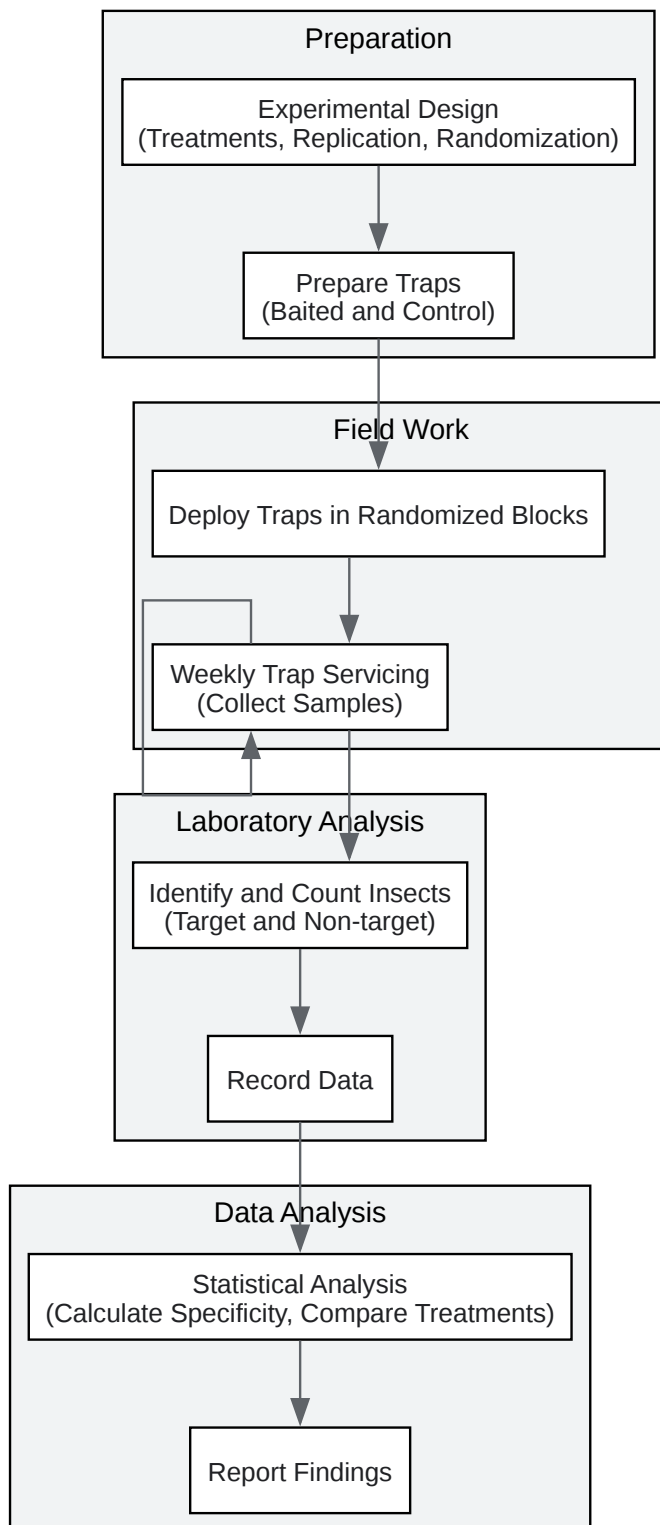 Preparation
Experimental Design
(Treatments, Replication, Randomization)
Prepare Traps
(Baited and Control)
Field Work
Deploy Traps in Randomized Blocks
Weekly Trap Servicing
(Collect Samples)
Laboratory Analysis
Identify and Count Insects
(Target and Non-target)
Record Data
Data Analysis
Statistical Analysis
(Calculate Specificity, Compare Treatments)
Report Findings